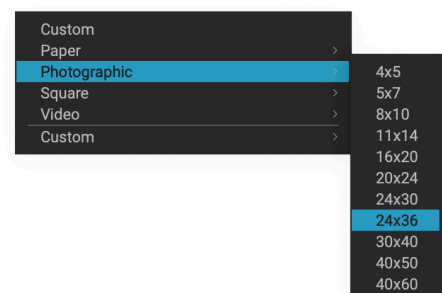 Custom
Paper
Photographic
Square
Video
Custom
4x5
5x7
8x10
11x14
16x20
20x24
24x30
24x36
30x40
40x50
40x60